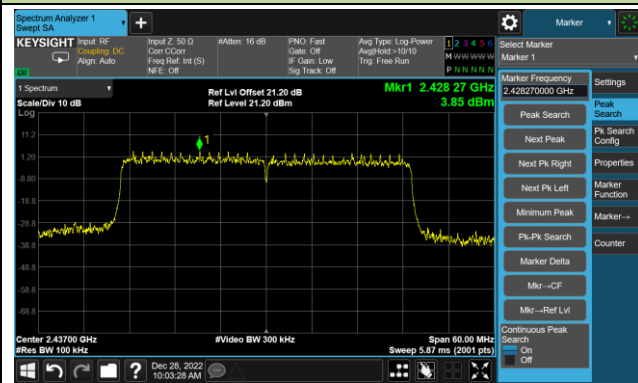 Spectrum Analyzer 1
Swept SA
+
Marker
KEYSIGHT
Input: RF
Coupling: DC
Align: Auto
Input Z: 50 Ω
Corr CCorr
Freq Ref: Int (S)
NFE: Off
#Atten: 16 dB
PNO: Fast
Gate: Off
IF Gain: Low
Sig Track: Off
Avg Type: Log-Power
Avg|Hold:>10/10
Trig: Free Run
1 2 3 4 5 6
M W W W W W
P N N N N N
Select Marker
Marker 1
1 Spectrum
Scale/Div 10 dB
Log
Ref Lvl Offset 21.20 dB
Ref Level 21.20 dBm
Mkr1 2.428 27 GHz
3.85 dBm
11.2
1.20
-8.80
-18.8
-28.8
-38.8
-48.8
-58.8
-68.8
1
Center 2.43700 GHz
#Res BW 100 kHz
#Video BW 300 kHz
Span 60.00 MHz
Sweep 5.87 ms (2001 pts)
Marker Frequency
2.428270000 GHz
Peak Search
Next Peak
Next Pk Right
Next Pk Left
Minimum Peak
Pk-Pk Search
Marker Delta
Mkr→CF
Mkr→Ref Lvl
Continuous Peak
Search
On
Off
Settings
Peak
Search
Pk Search
Config
Properties
Marker
Function
Marker→
Counter
?
Dec 28, 2022
10:03:28 AM